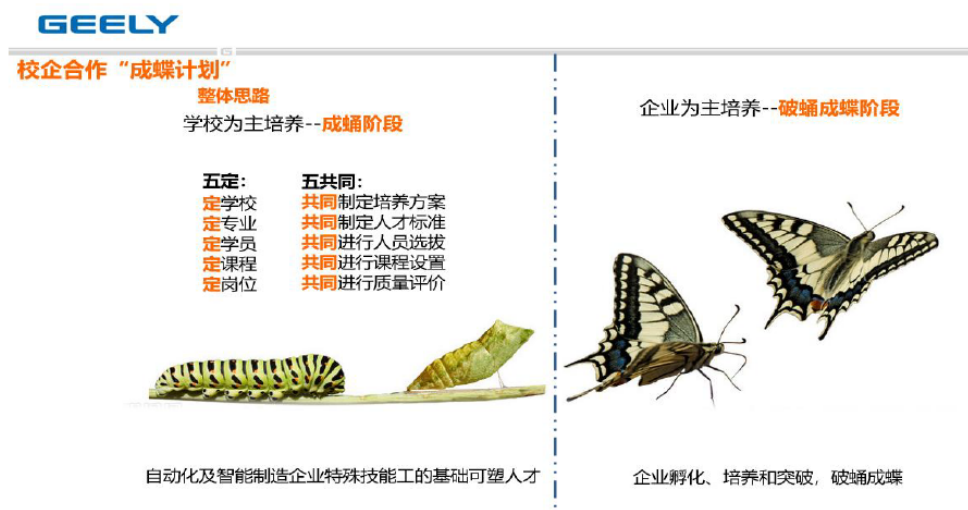 GEELY
校企合作“成蝶计划”
整体思路
学校为主培养--成蛹阶段
五定：
定学校
定专业
定学员
定课程
定岗位
五共同：
共同制定培养方案
共同制定人才标准
共同进行人员选拔
共同进行课程设置
共同进行质量评价
自动化及智能制造企业特殊技能工的基础可塑人才
企业为主培养--破蛹成蝶阶段
企业孵化、培养和突破，破蛹成蝶